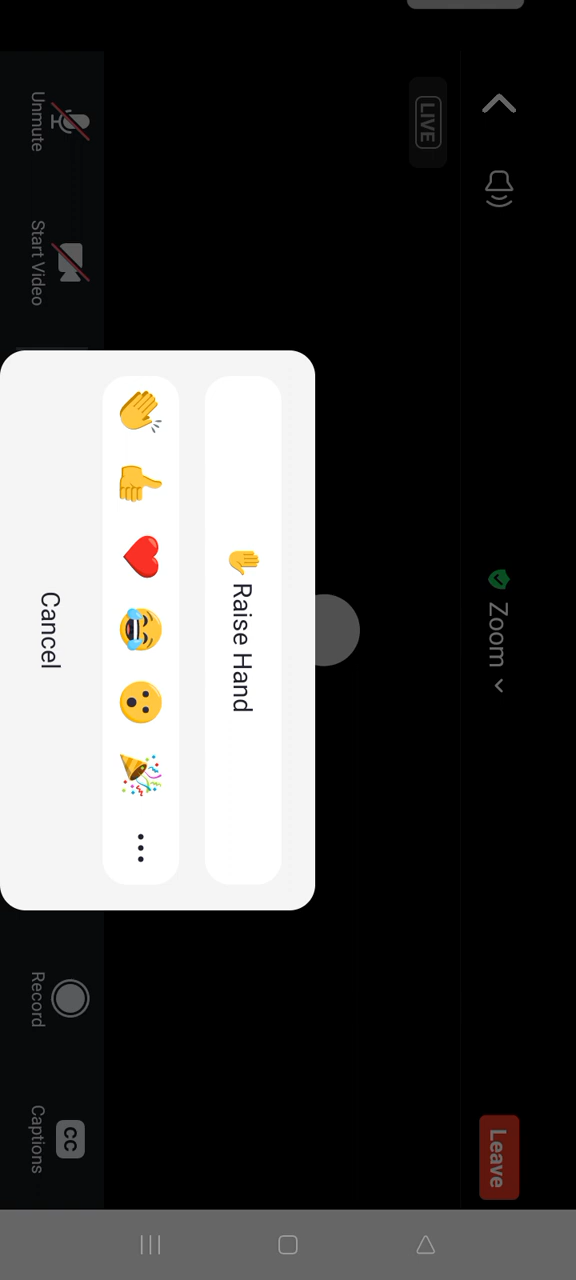 Zoom
Leave
LIVE
Raise Hand
Cancel
Unmute
Start Video
Record
CC
Captions